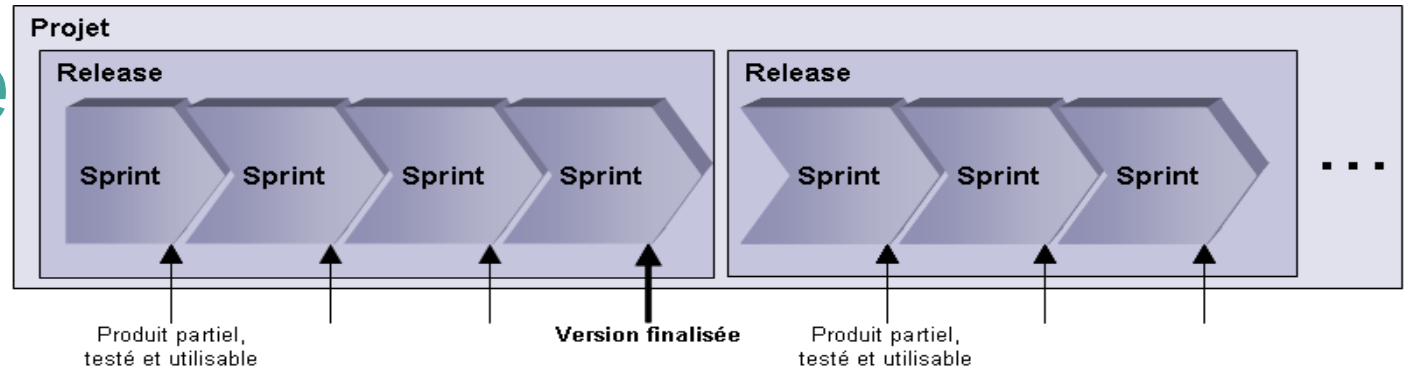 Projet
e
Release
Release
Sprint
Sprint
Sprint
Sprint
Sprint
Sprint
Sprint
...
Produit partiel,
testé et utilisable
Version finalisée
Produit partiel,
testé et utilisable